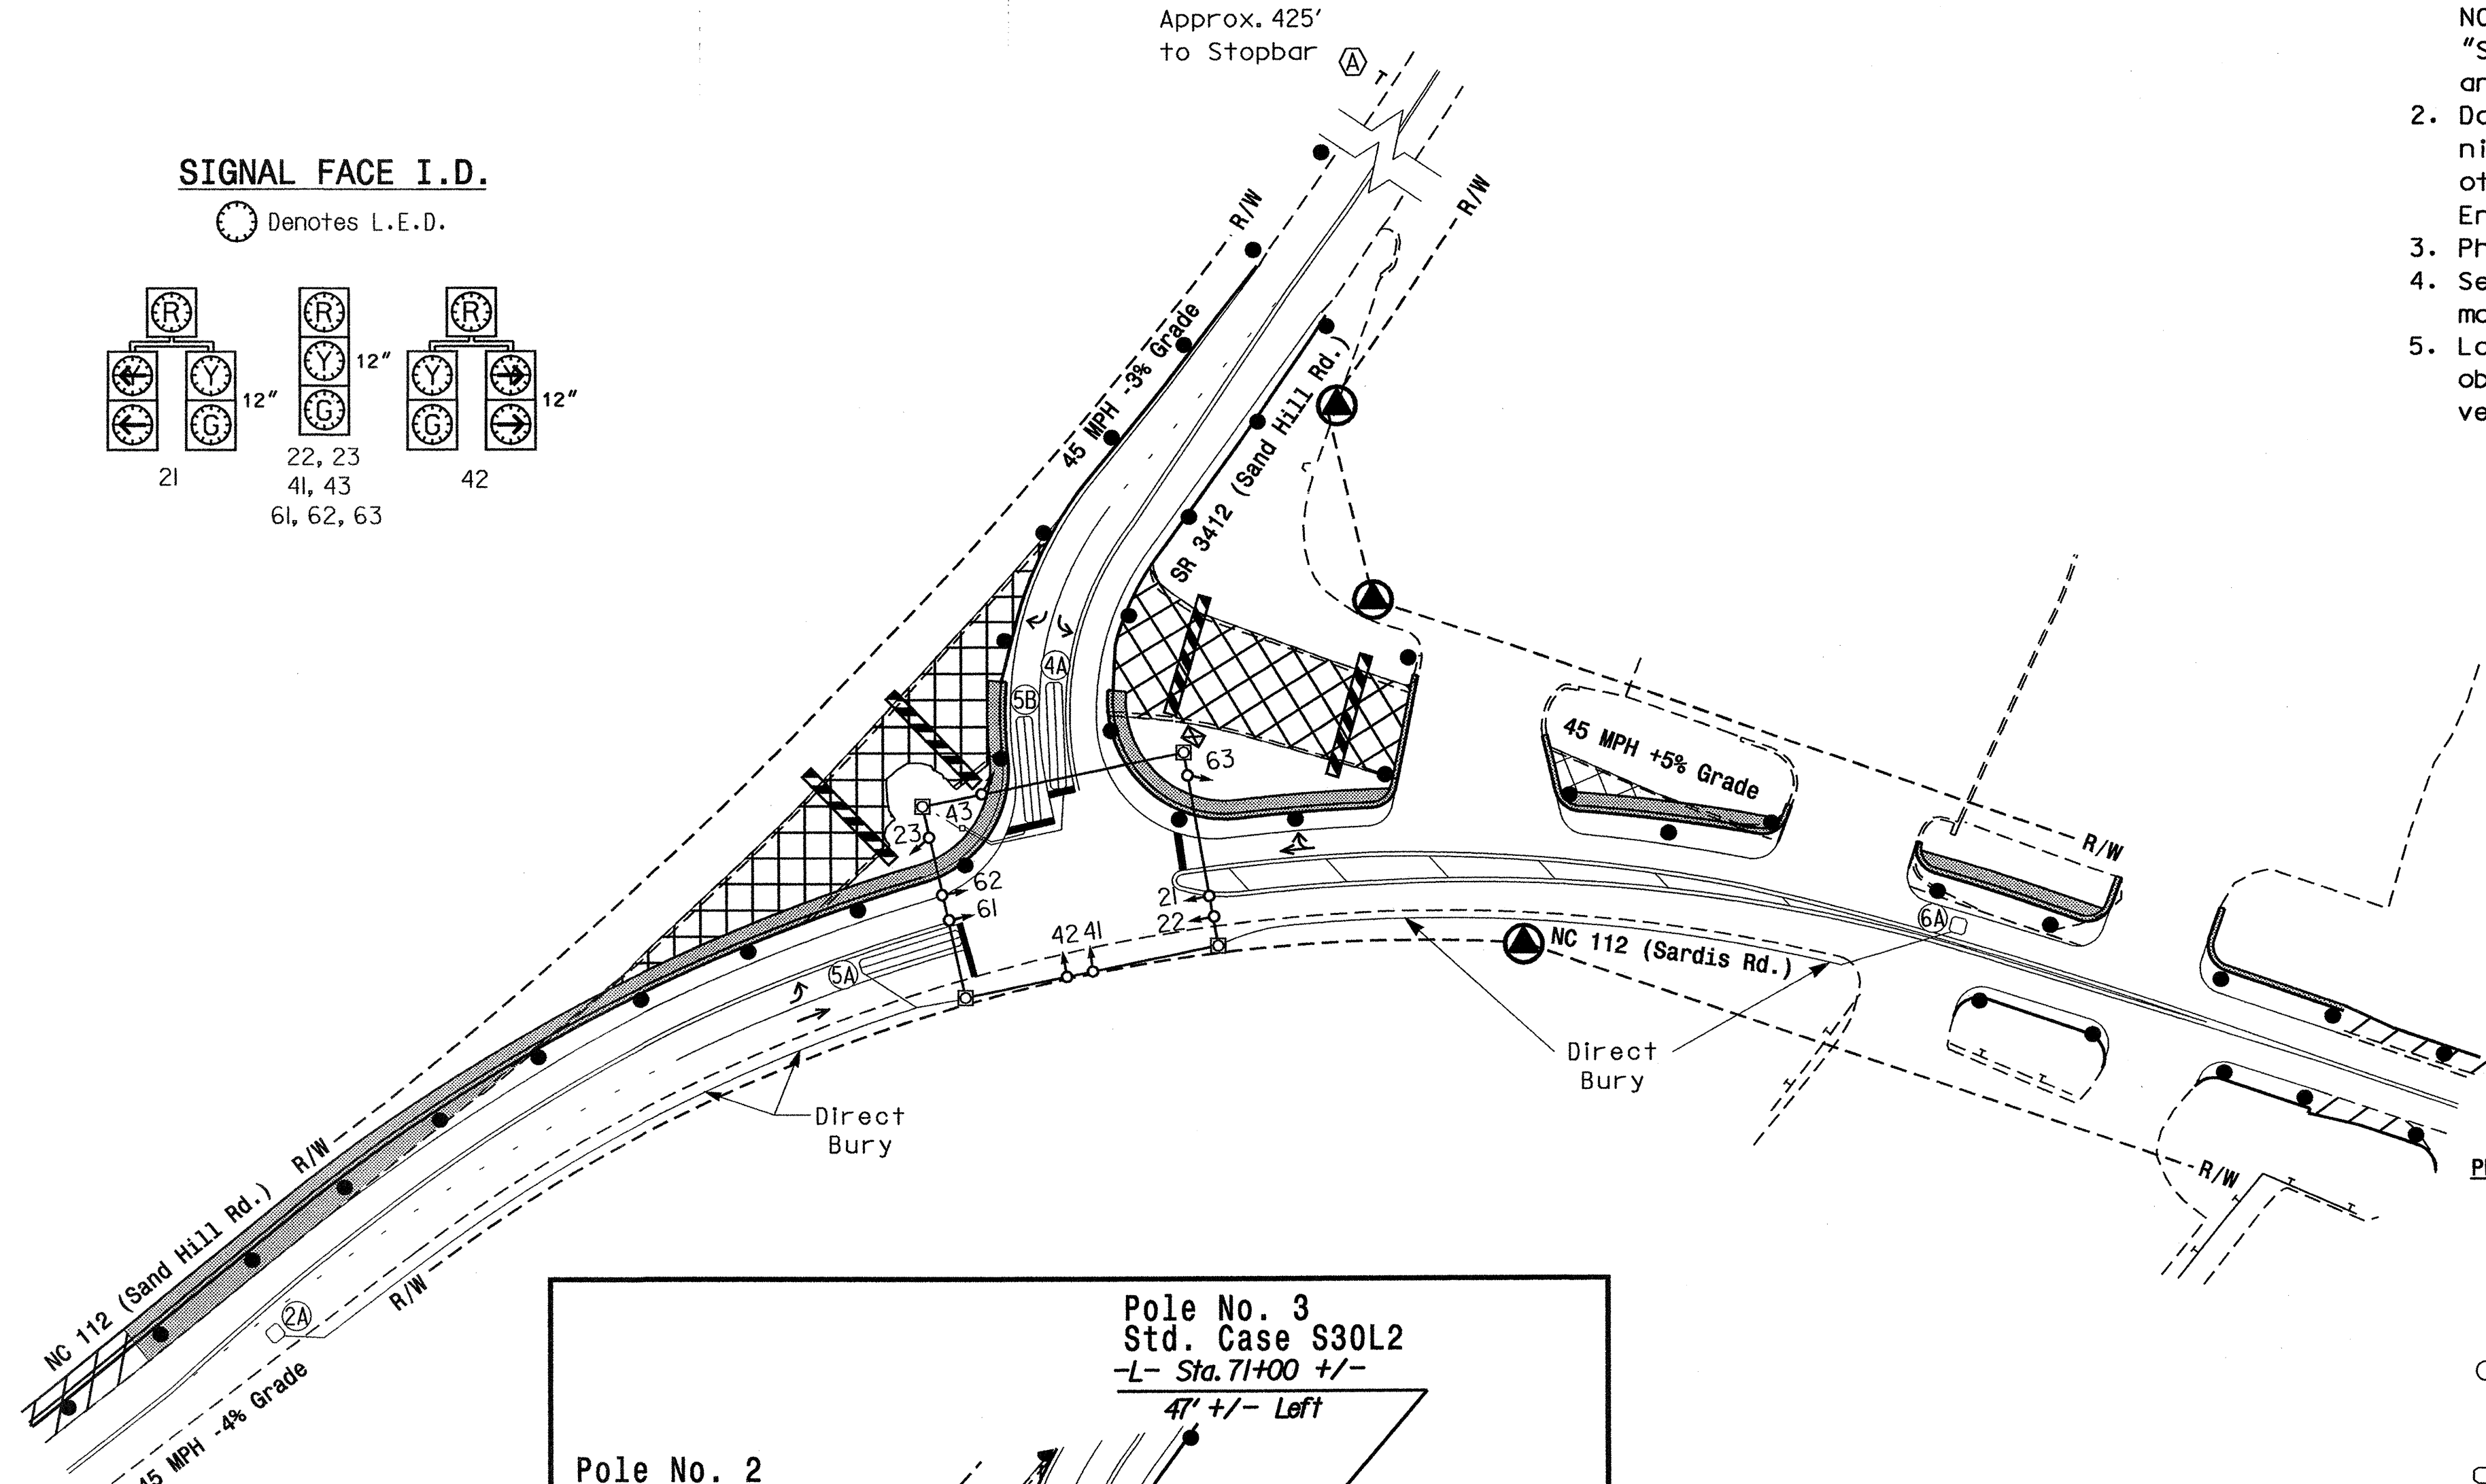 Approx. 425'
to Stopbar
A
SIGNAL FACE I.D.
Denotes L.E.D.
R
Y
G
12"
21
R
Y
G
12"
22, 23
41, 43
61, 62, 63
R
Y
G
12"
42
2.
3. Ph
4. Se
5.
R/W
R/W
45 MPH -3% Grade
SR 3412 (Sand Hill Rd.)
4A
5B
63
43
23
62
61
45 MPH +5% Grade
R/W
21
22
42 41
6A
5A
NC 112 (Sardis Rd.)
Direct
Bury
Direct
Bury
R/W
R/W
NC 112 (Sand Hill Rd.)
2A
R/W
45 MPH -4% Grade
Pole No. 3
Std. Case S30L2
-L- Sta. 71+00 +/-
47' +/- Left
Pole No. 2